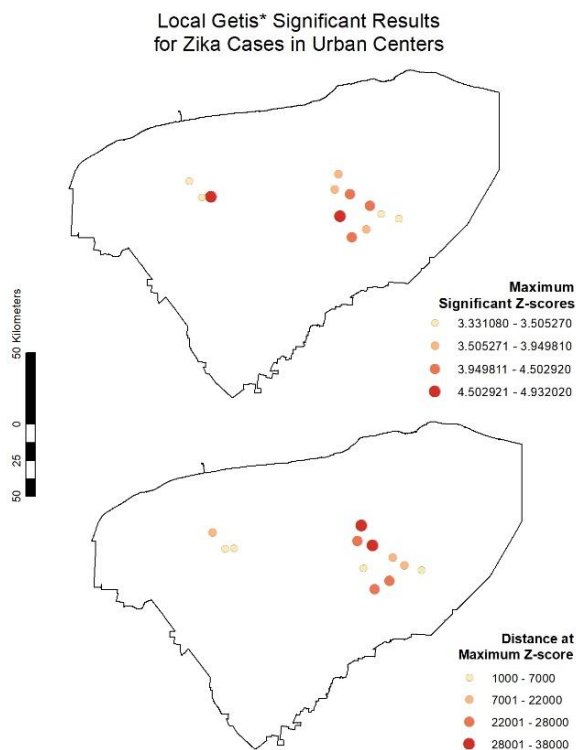 Local Getis* Significant Results
for Zika Cases in Urban Centers
Maximum
Significant Z-scores
3.331080 - 3.505270
3.505271 - 3.949810
3.949811 - 4.502920
4.502921 - 4.932020
50 Kilometers
0
25
50
Distance at
Maximum Z-score
1000 - 7000
7001 - 22000
22001 - 28000
28001 - 38000